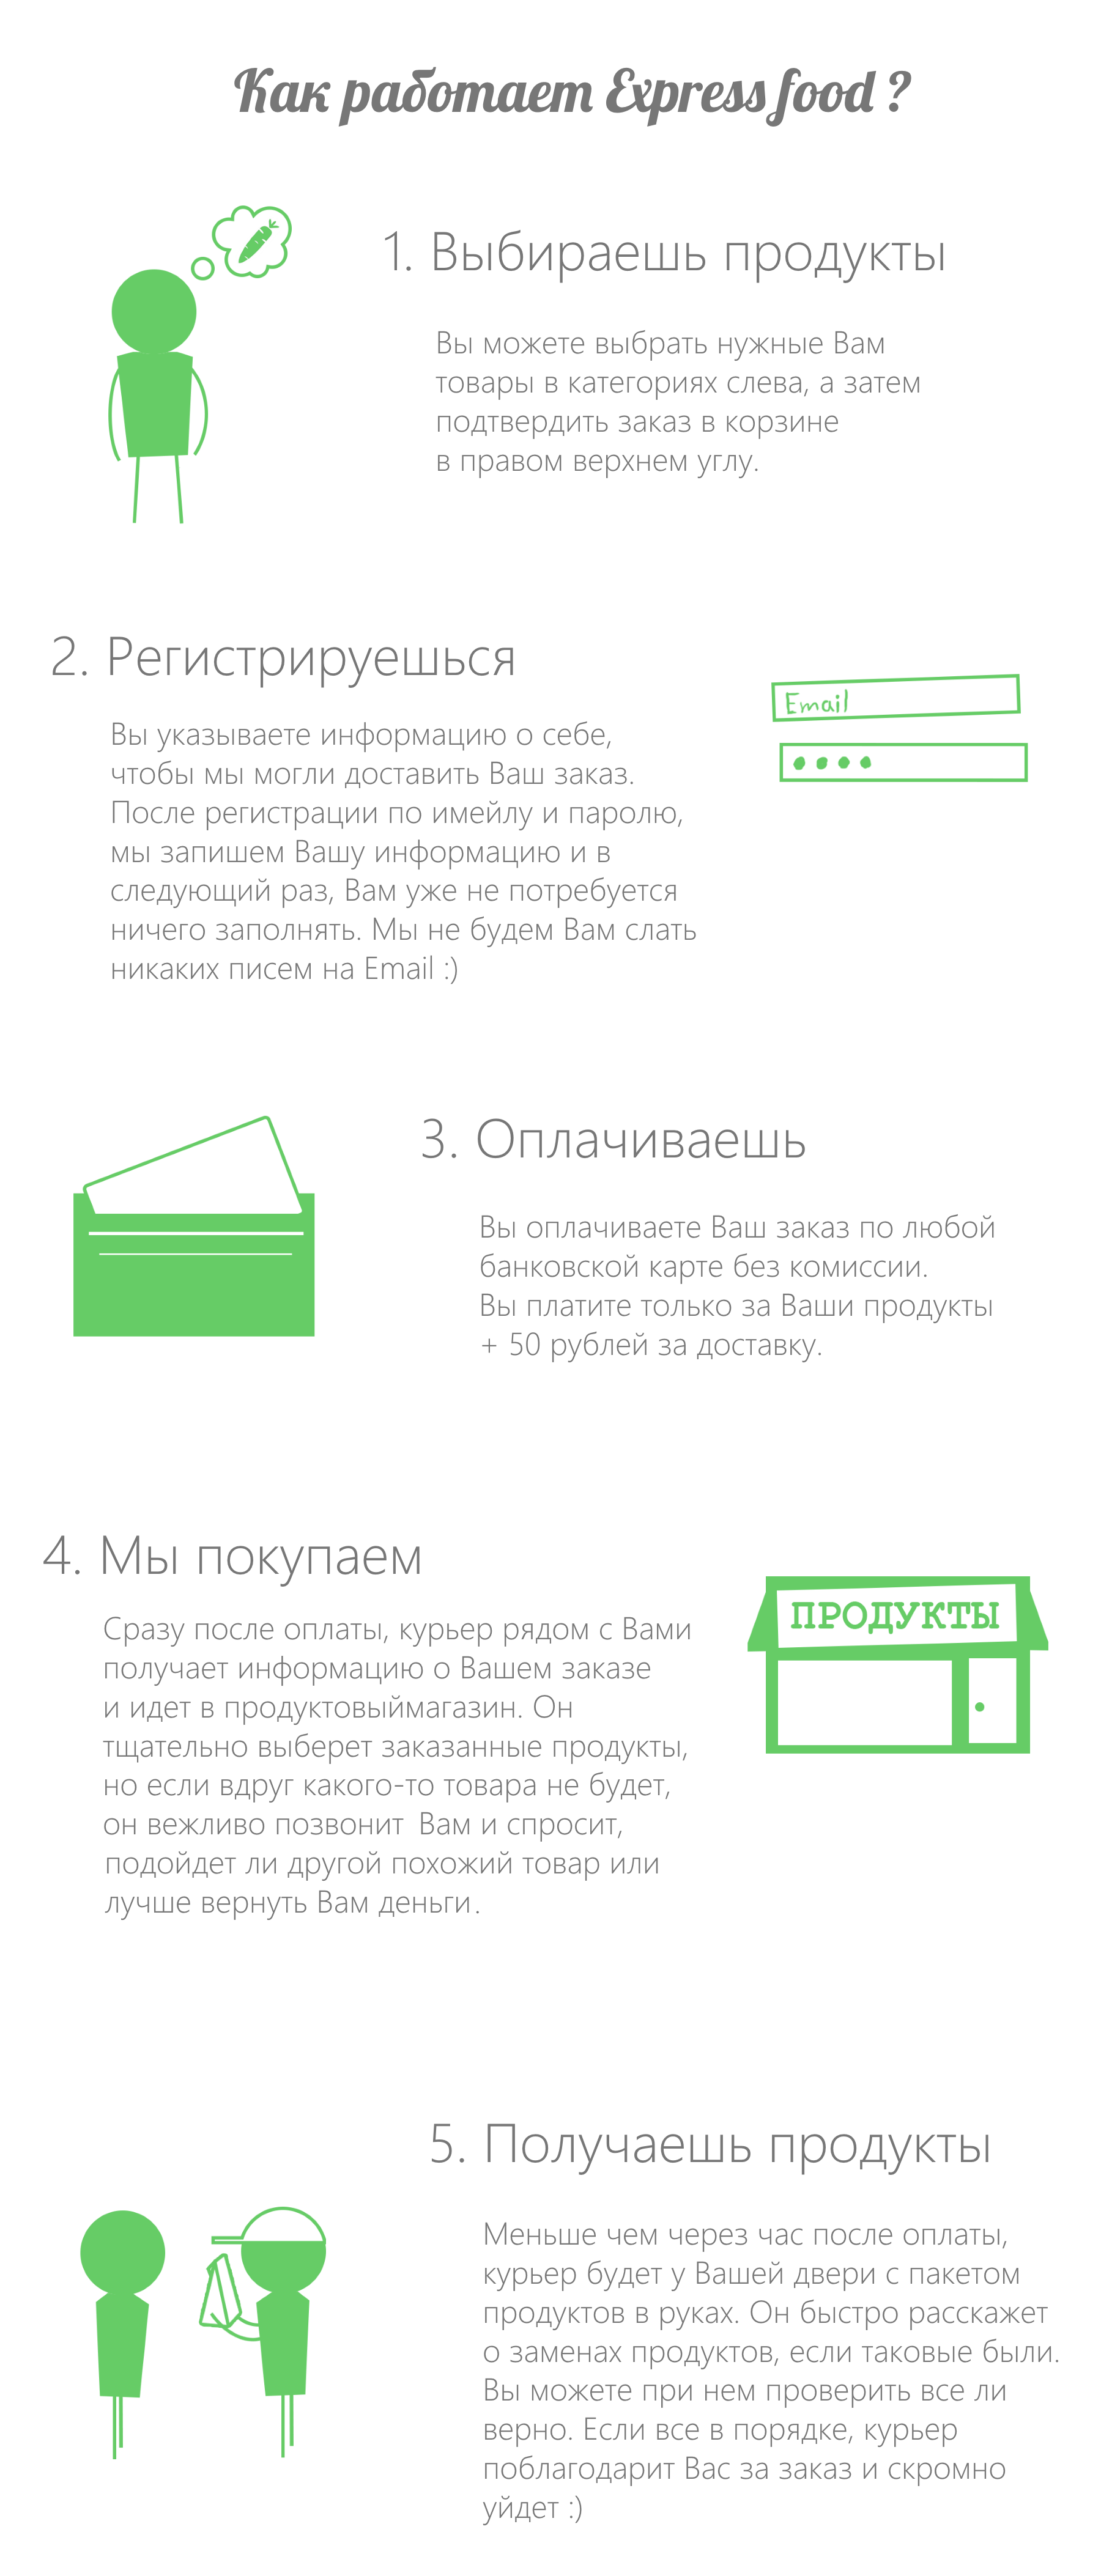 Как работает Express food ?
1. Выбираешь продукты
Вы можете выбрать нужные Вам
товары в категориях слева, а затем
подтвердить заказ в корзине
в правом верхнем углу.
2. Регистрируешься
Email
Вы указываете информацию о себе,
чтобы мы могли доставить Ваш заказ.
После регистрации по имейлу и паролю,
мы запишем Вашу информацию и в
следующий раз, Вам уже не потребуется
ничего заполнять. Мы не будем Вам слать
никаких писем на Email :)
3. Оплачиваешь
Вы оплачиваете Ваш заказ по любой
банковской карте без комиссии.
Вы платите только за Ваши продукты
+ 50 рублей за доставку.
4. Мы покупаем
ПРОДУКТЫ
Сразу после оплаты, курьер рядом с Вами
получает информацию о Вашем заказе
и идет в продуктовыймагазин. Он
тщательно выберет заказанные продукты,
но если вдруг какого-то товара не будет,
он вежливо позвонит Вам и спросит,
подойдет ли другой похожий товар или
лучше вернуть Вам деньги.
5. Получаешь продукты
Меньше чем через час после оплаты,
курьер будет у Вашей двери с пакетом
продуктов в руках. Он быстро расскажет
о заменах продуктов, если таковые были.
Вы можете при нем проверить все ли
верно. Если все в порядке, курьер
поблагодарит Вас за заказ и скромно
уйдет :)